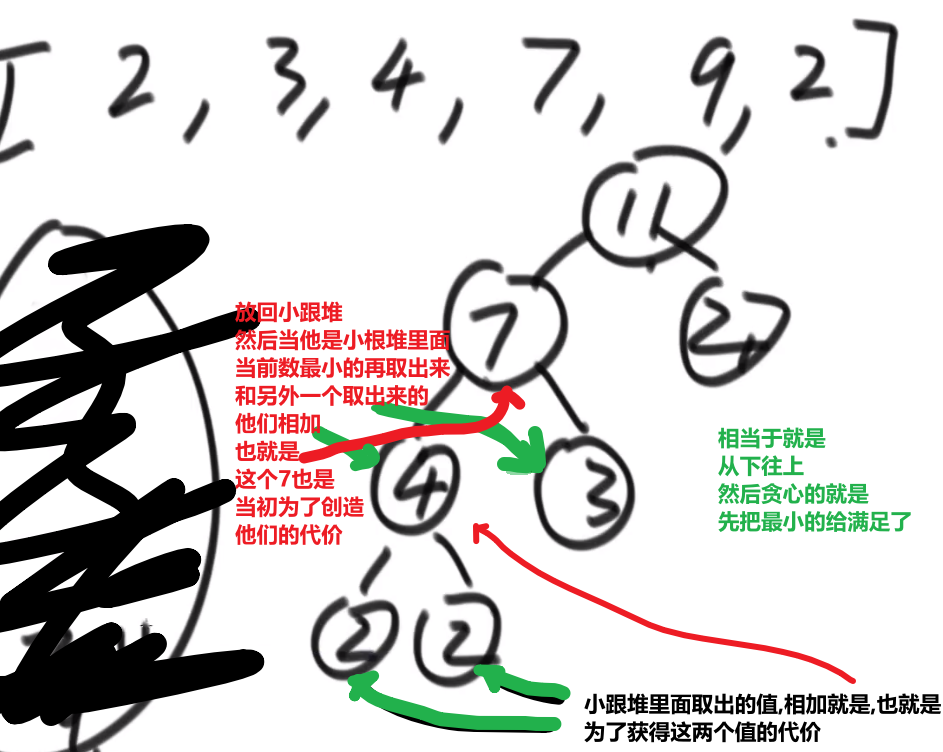 [ 2 , 3 , 4 , 7 , 9 , 2 ]
11
7
4
3
2
2
放回小跟堆
然后当他是小根堆里面
当前数最小的再取出来
和另外一个取出来的
他们相加
也就是
这个7也是
当初为了创造
他们的代价
相当于就是
从下往上
然后贪心的就是
先把最小的给满足了
小跟堆里面取出的值,相加就是,也就是
为了获得这两个值的代价